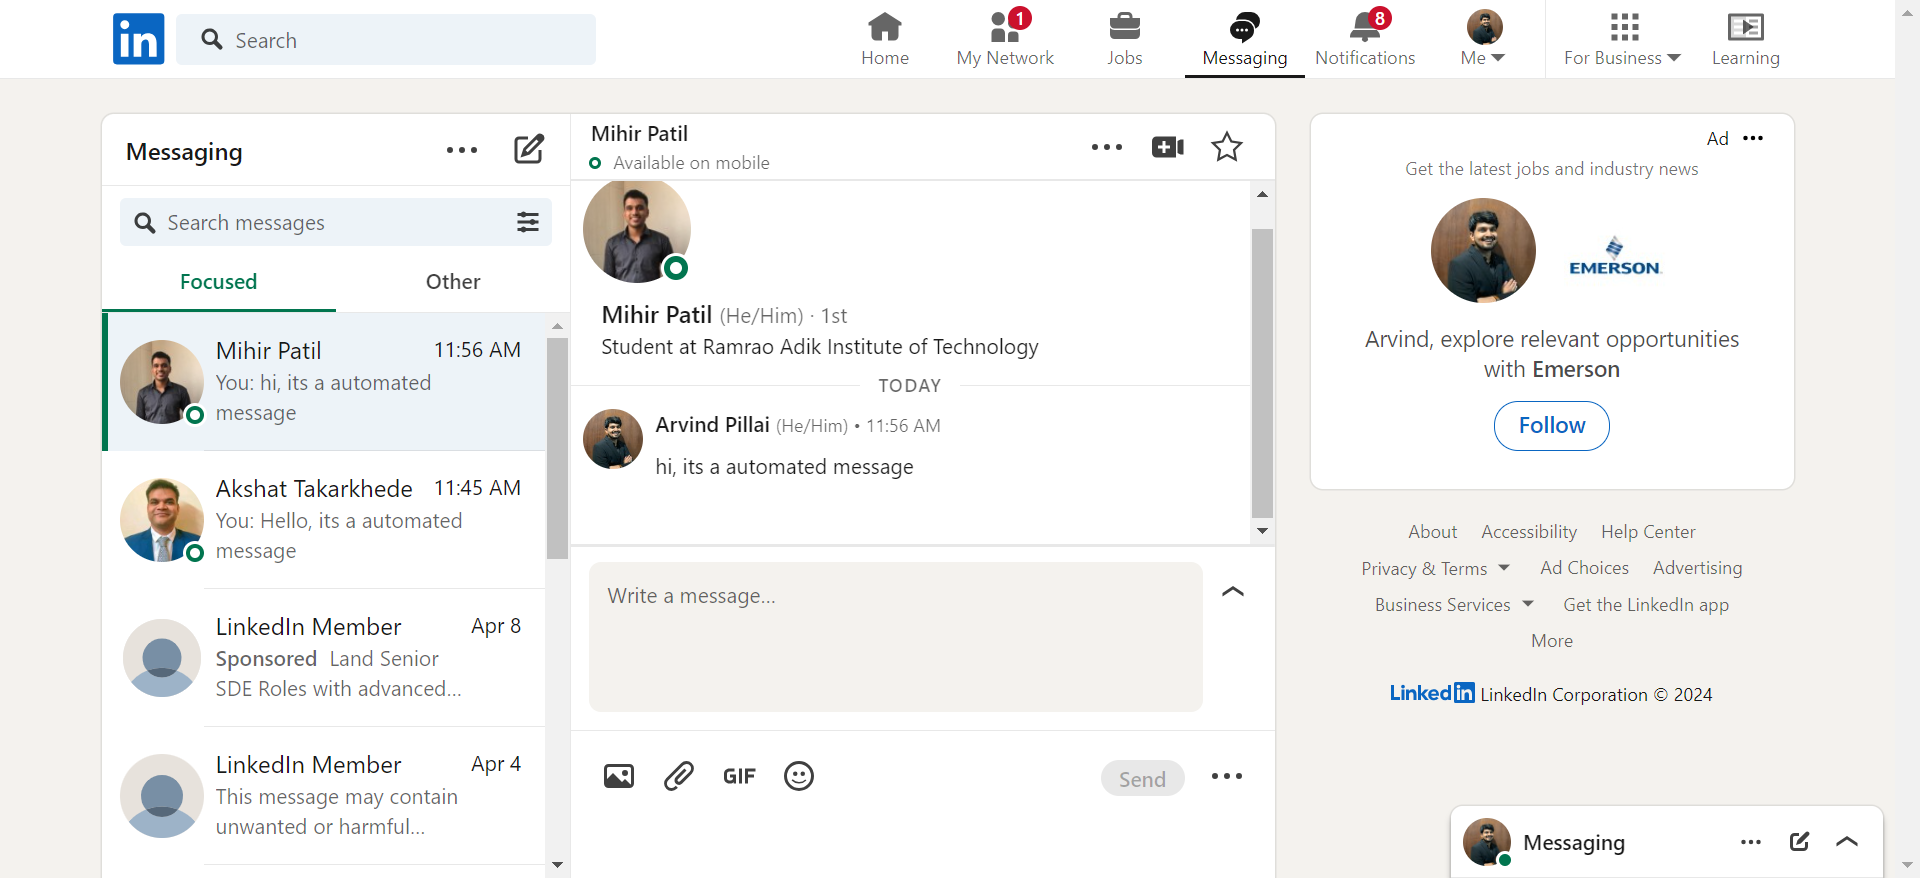 in
Search
Home
1
My Network
Jobs
Messaging
8
Notifications
Me
For Business
Learning
Messaging
Search messages
Focused
Other
Mihir Patil 11:56 AM
You: hi, its a automated
message
Akshat Takarkhede 11:45 AM
You: Hello, its a automated
message
LinkedIn Member Apr 8
Sponsored Land Senior
SDE Roles with advanced...
LinkedIn Member Apr 4
This message may contain
unwanted or harmful...
Mihir Patil
Available on mobile
Mihir Patil (He/Him) · 1st
Student at Ramrao Adik Institute of Technology
TODAY
Arvind Pillai (He/Him) • 11:56 AM
hi, its a automated message
Write a message...
GIF
Send
Ad
Get the latest jobs and industry news
EMERSON
Arvind, explore relevant opportunities
with Emerson
Follow
About Accessibility Help Center
Privacy & Terms Ad Choices Advertising
Business Services Get the LinkedIn app
More
LinkedIn LinkedIn Corporation © 2024
Messaging